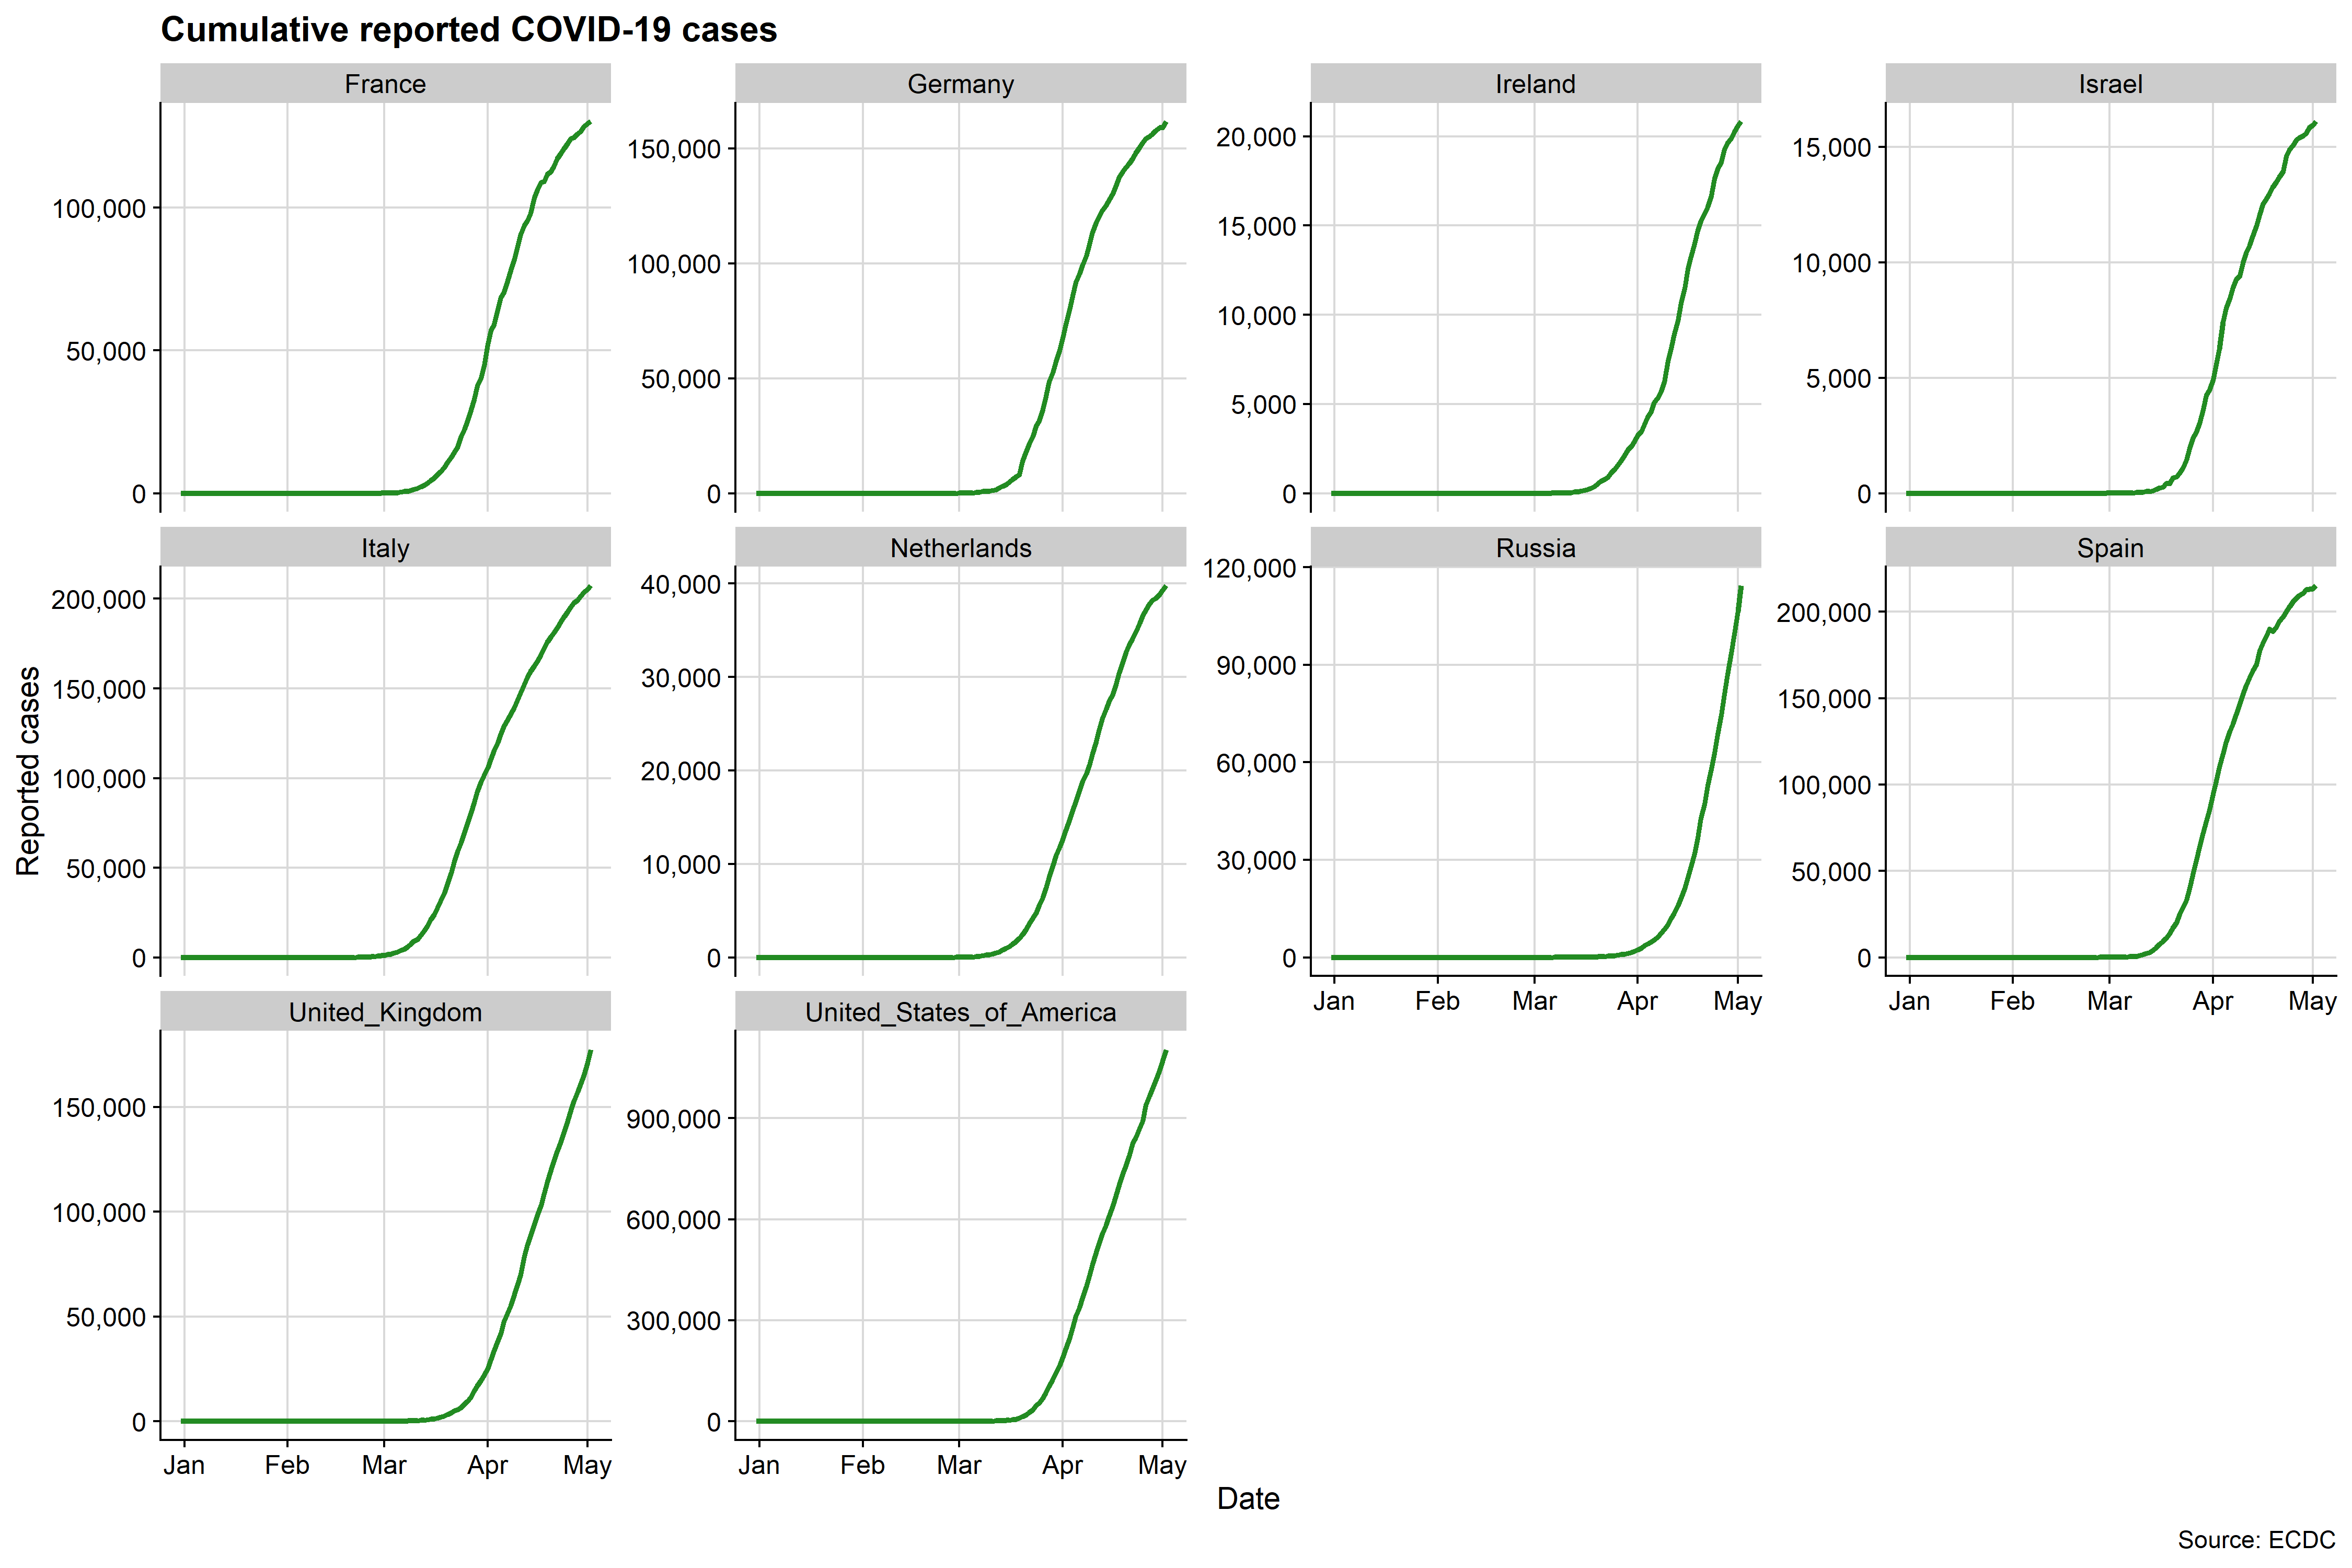 Cumulative reported COVID-19 cases
France
Germany
Ireland
Israel
100,000
50,000
0
150,000
100,000
50,000
0
20,000
15,000
10,000
5,000
0
15,000
10,000
5,000
0
Italy
Netherlands
Russia
Spain
200,000
150,000
100,000
50,000
0
40,000
30,000
20,000
10,000
0
120,000
90,000
60,000
30,000
0
200,000
150,000
100,000
50,000
0
Jan Feb Mar Apr May
Jan Feb Mar Apr May
United_Kingdom
United_States_of_America
150,000
100,000
50,000
0
900,000
600,000
300,000
0
Jan Feb Mar Apr May
Jan Feb Mar Apr May
Reported cases
Date
Source: ECDC